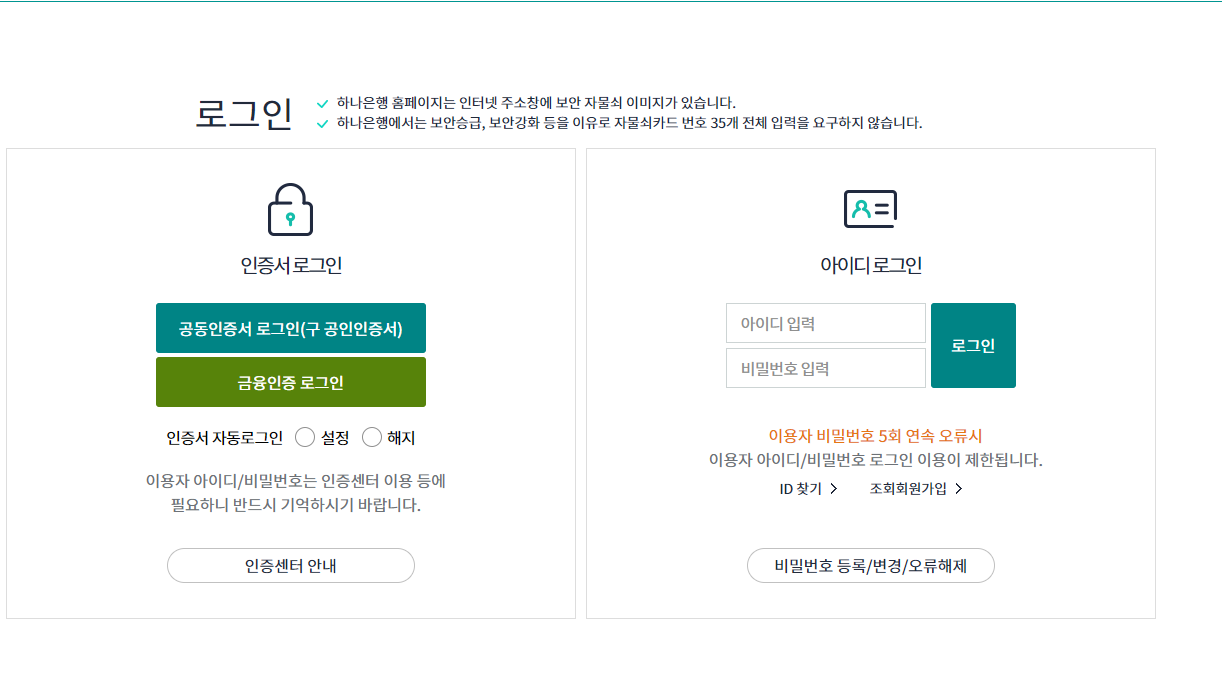 로그인
하나은행 홈페이지는 인터넷 주소창에 보안 자물쇠 이미지가 있습니다.
하나은행에서는 보안승급, 보안강화 등을 이유로 자물쇠카드 번호 35개 전체 입력을 요구하지 않습니다.
인증서 로그인
공동인증서 로그인(구 공인인증서)
금융인증 로그인
인증서 자동로그인 설정 해지
이용자 아이디/비밀번호는 인증센터 이용 등에
필요하니 반드시 기억하시기 바랍니다.
인증센터 안내
아이디 로그인
아이디 입력
비밀번호 입력
로그인
이용자 비밀번호 5회 연속 오류시
이용자 아이디/비밀번호 로그인 이용이 제한됩니다.
ID 찾기 조회회원가입
비밀번호 등록/변경/오류해제